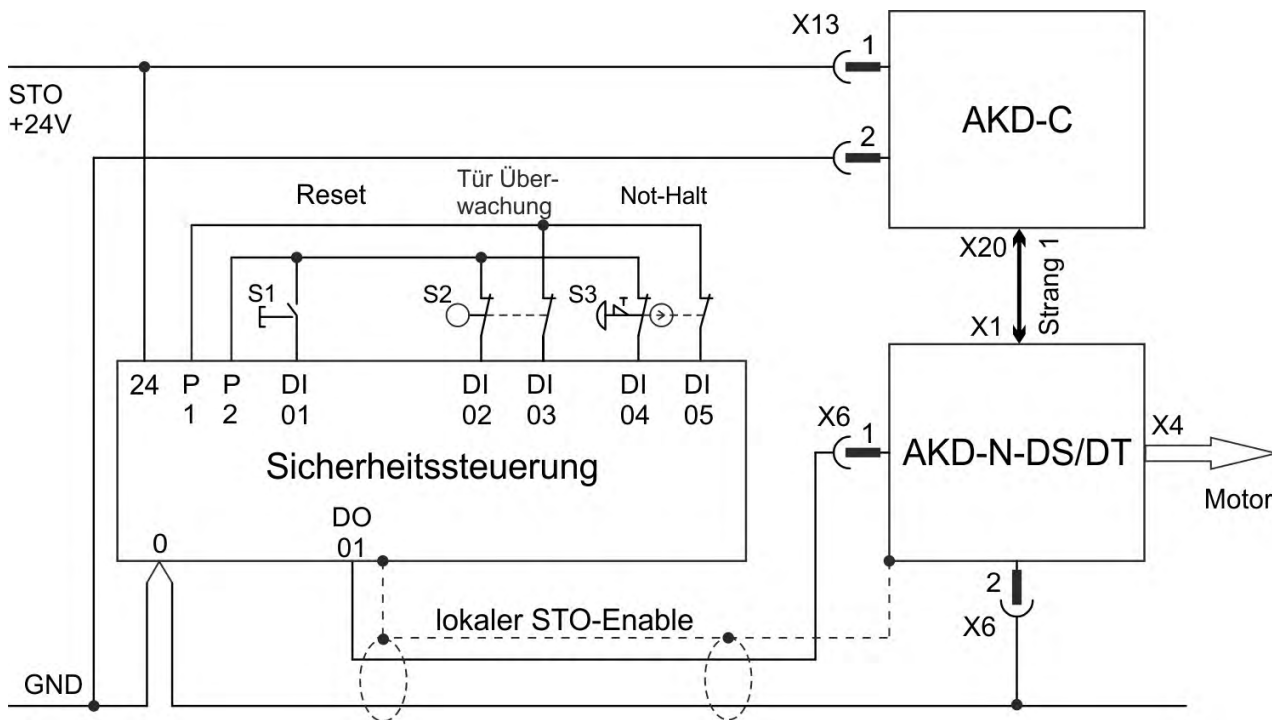 X13
1
STO
+24V
AKD-C
2
Reset
Tür Über-
wachung
Not-Halt
X20
Strang 1
S1
S2
S3
X1
24
P
1
P
2
DI
01
DI
02
DI
03
DI
04
DI
05
X6
1
X4
AKD-N-DS/DT
Sicherheitssteuerung
Motor
DO
01
0
2
X6
lokaler STO-Enable
GND